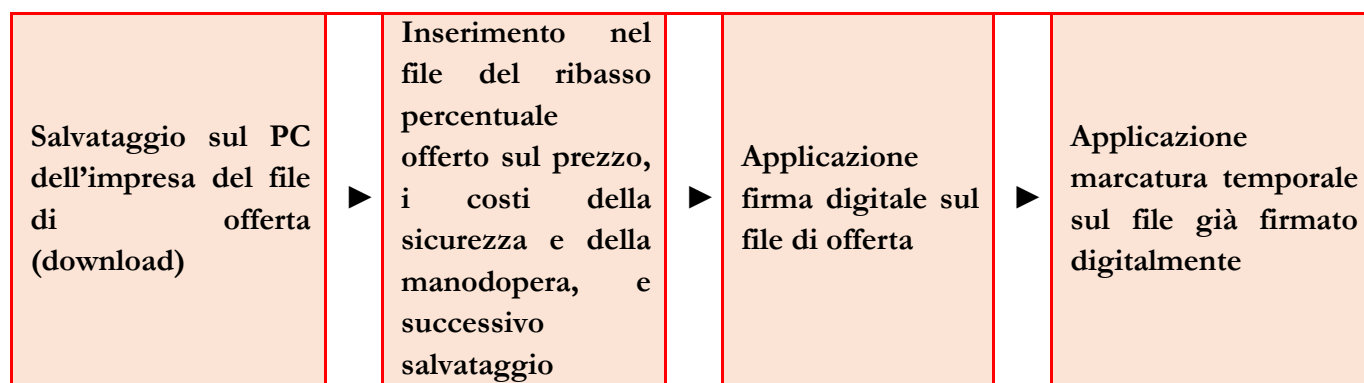 Salvataggio sul PC
dell'impresa del file
di offerta
(download)
►
Inserimento nel
file del ribasso
percentuale
offerto sul prezzo,
i costi della
sicurezza e della
manodopera, e
successivo
salvataggio
►
Applicazione
firma digitale sul
file di offerta
►
Applicazione
marcatura temporale
sul file già firmato
digitalmente